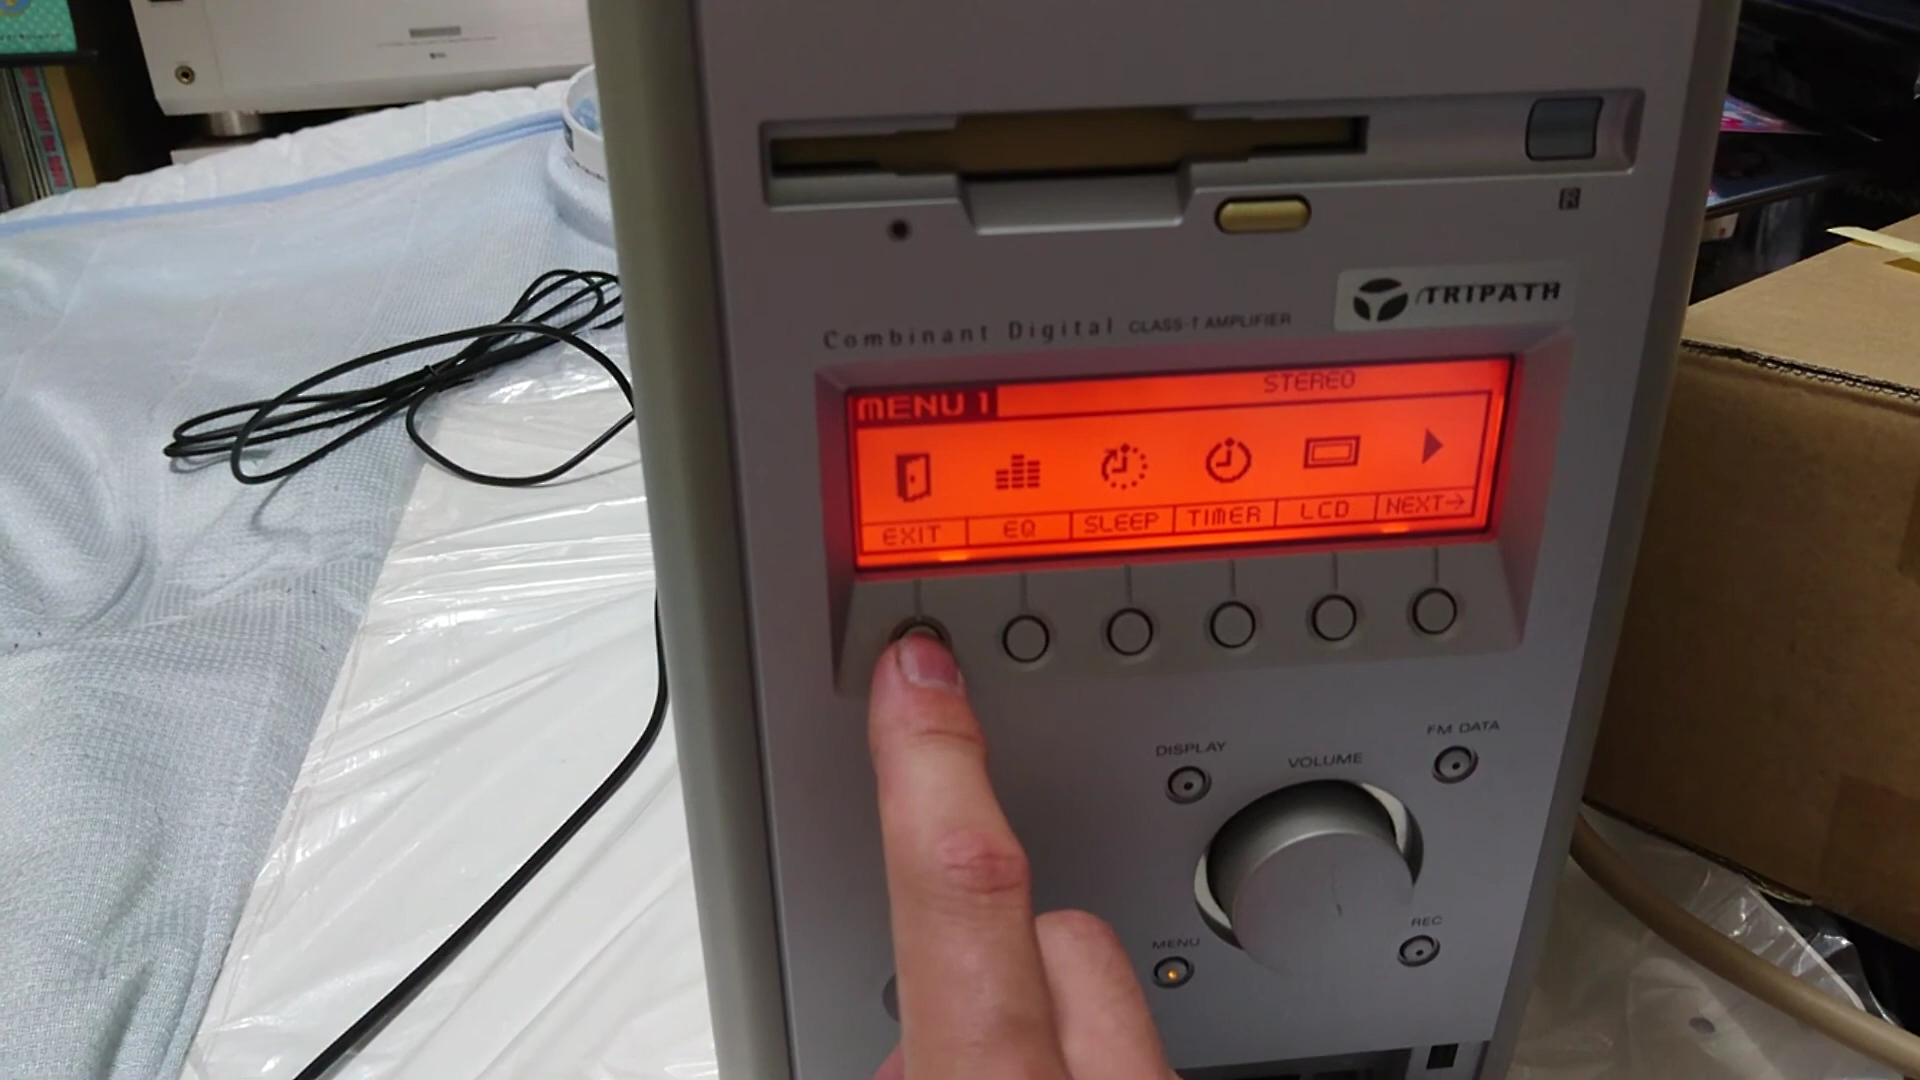 TRIPATH
Combinant Digital CLASS-T AMPLIFIER
STEREO
MENU 1
EXIT EQ SLEEP TIMER LCD NEXT→
DISPLAY
VOLUME
FM DATA
MENU
REC